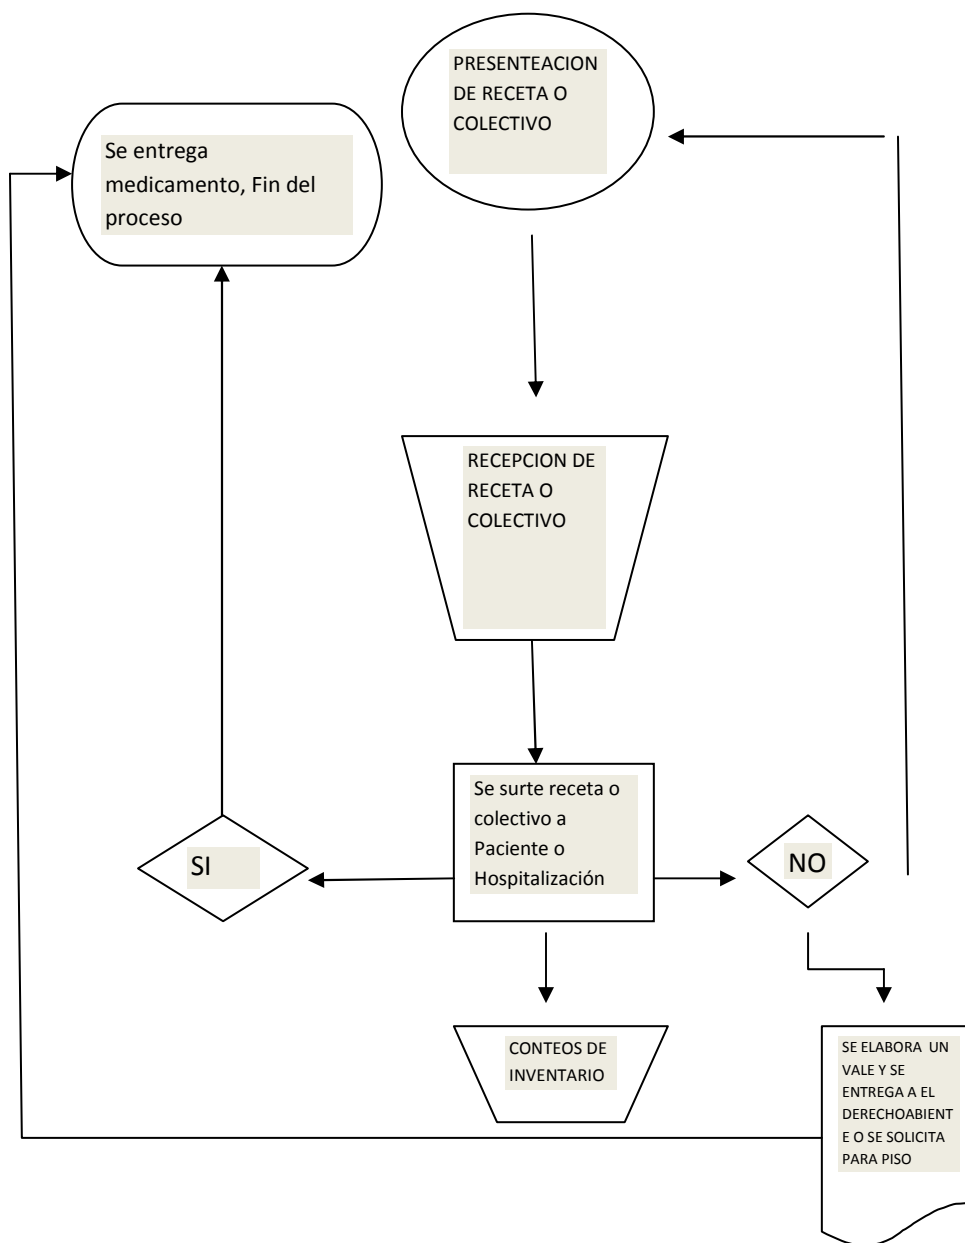 PRESENTEACION
DE RECETA O
COLECTIVO
Se entrega
medicamento, Fin del
proceso
RECEPCION DE
RECETA O
COLECTIVO
Se surte receta o
colectivo a
Paciente o
Hospitalización
SI
NO
CONTEOS DE
INVENTARIO
SE ELABORA UN
VALE Y SE
ENTREGA A EL
DERECHOABIENT
E O SE SOLICITA
PARA PISO